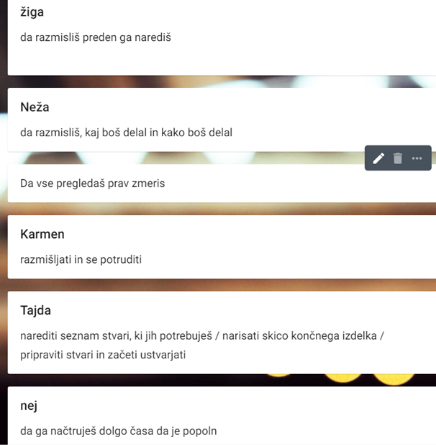 žiga
da razmisliš preden ga narediš
Neža
da razmisliš, kaj boš delal in kako boš delal
Da vse pregledaš prav zmeris
Karmen
razmišljati in se potruditi
Tajda
narediti seznam stvari, ki jih potrebuješ / narisati skico končnega izdelka /
pripraviti stvari in začeti ustvarjati
nej
da ga načtruješ dolgo časa da je popoln